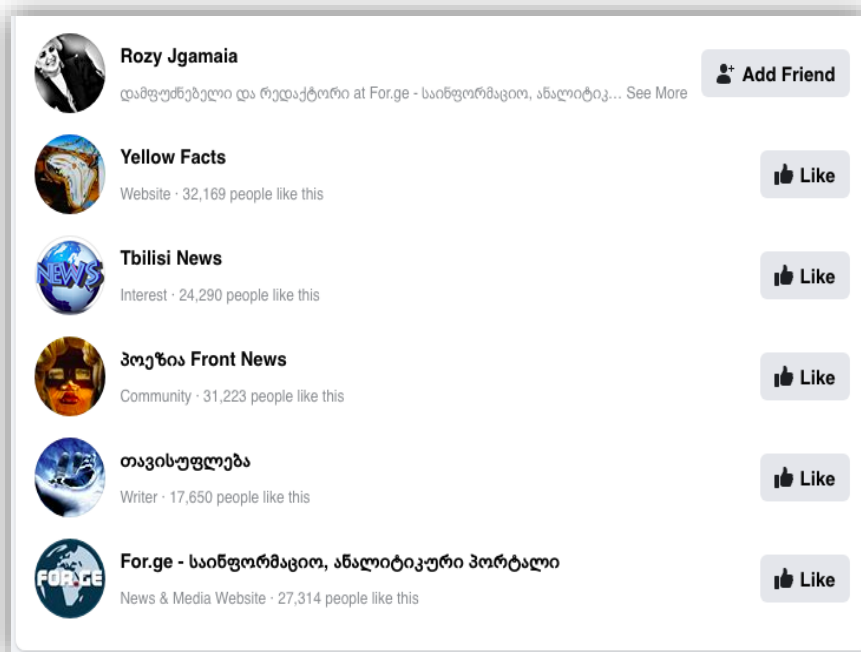 Rozy Jgamaia
დამფუძნებელი და რედაქტორი at For.ge - საინფორმაციო, ანალიტიკ... See More
Add Friend
Yellow Facts
Website · 32,169 people like this
Like
NEWS
Tbilisi News
Interest · 24,290 people like this
Like
პოეზია Front News
Community · 31,223 people like this
Like
თავისუფლება
Writer · 17,650 people like this
Like
FOR.GE
For.ge - საინფორმაციო, ანალიტიკური პორტალი
News & Media Website · 27,314 people like this
Like